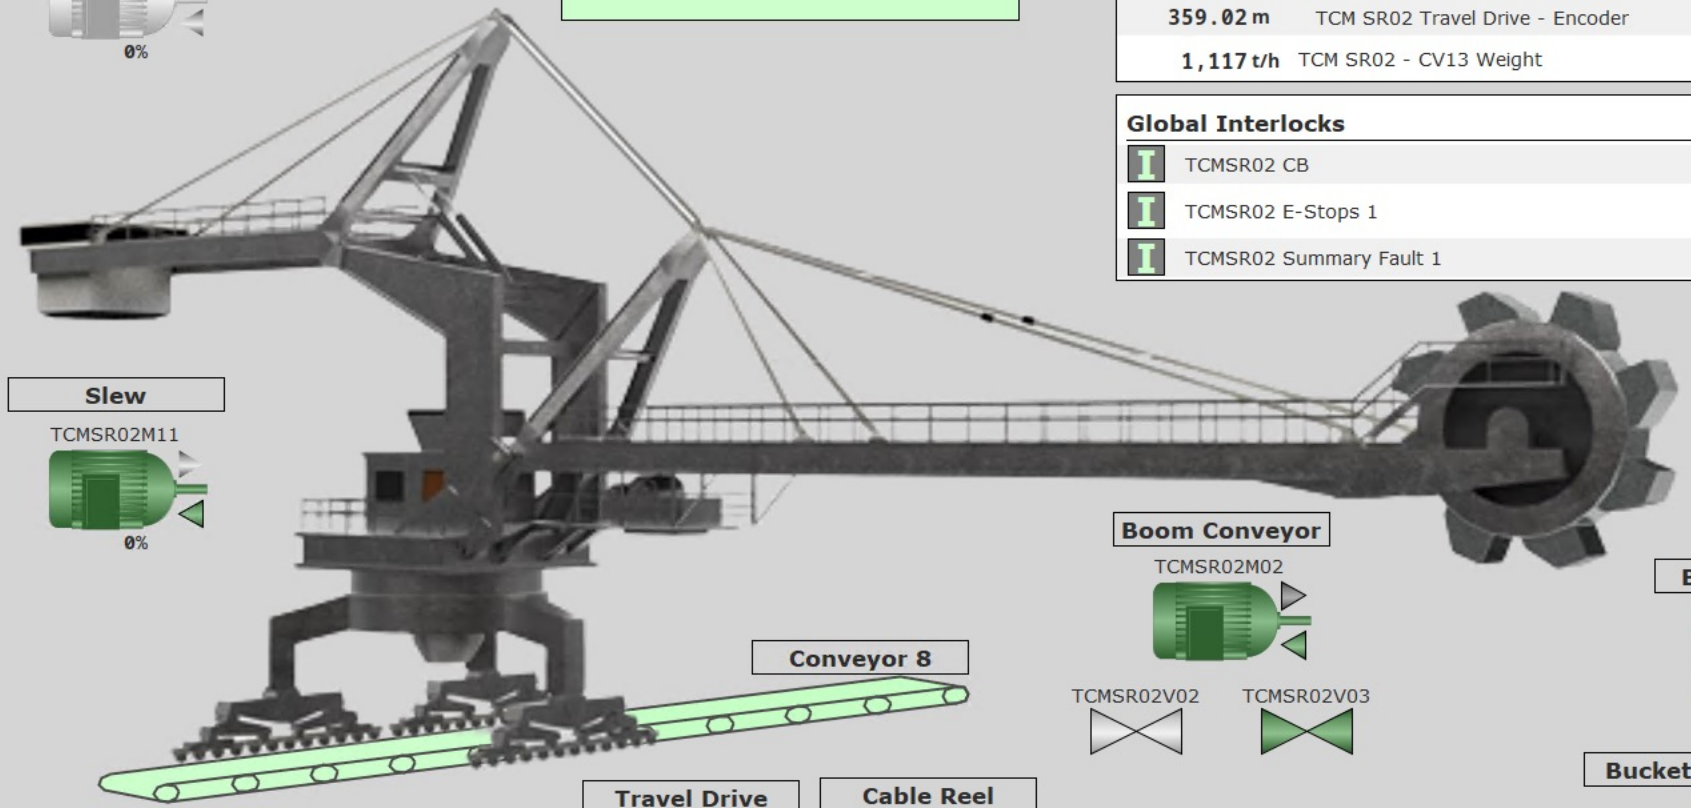 0%
359.02 m TCM SR02 Travel Drive - Encoder
1,117 t/h TCM SR02 - CV13 Weight
Global Interlocks
I TCMSR02 CB
I TCMSR02 E-Stops 1
I TCMSR02 Summary Fault 1
Slew
TCMSR02M11
0%
Boom Conveyor
TCMSR02M02
Conveyor 8
TCMSR02V02 TCMSR02V03
Bucket
Travel Drive
Cable Reel